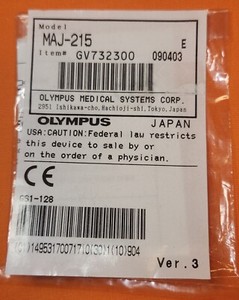 Model
MAJ-215 E
Item# GV732300 090403
OLYMPUS MEDICAL SYSTEMS CORP.
2951 Ishikawa-cho, Hachioji-shi, Tokyo, Japan
OLYMPUS JAPAN
USA:CAUTION:Federal law restricts
this device to sale by or
on the order of a physician.
CE
Ver.3